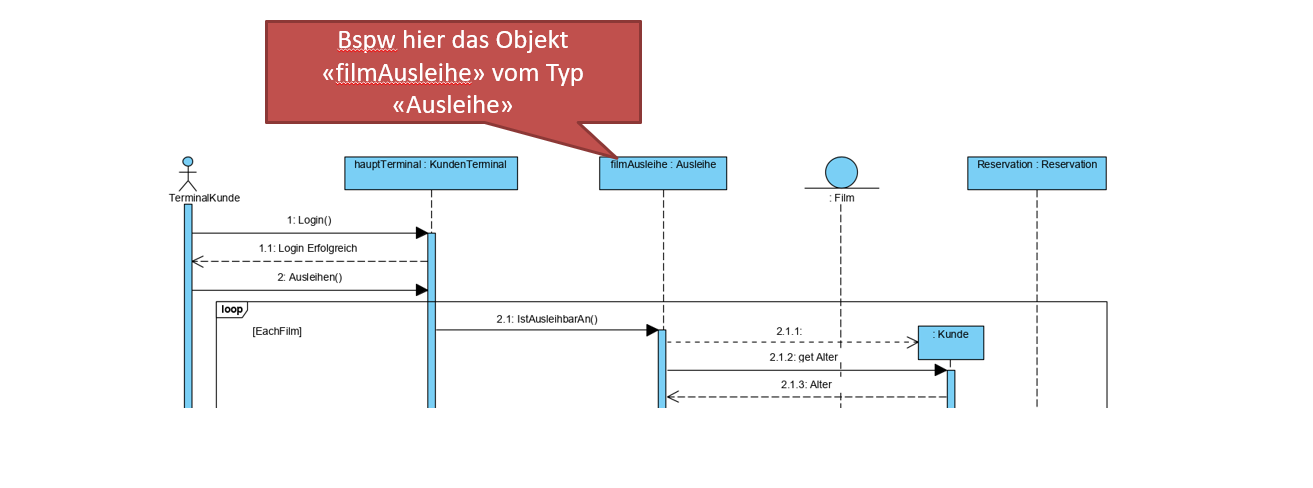 Bspw hier das Objekt
«filmAusleihe» vom Typ
«Ausleihe»
hauptTerminal : KundenTerminal
filmAusleihe : Ausleihe
Reservation : Reservation
TerminalKunde
: Film
1: Login()
1.1: Login Erfolgreich
2: Ausleihen()
loop
[EachFilm]
2.1: IstAusleihbarAn()
2.1.1:
: Kunde
2.1.2: get Alter
2.1.3: Alter